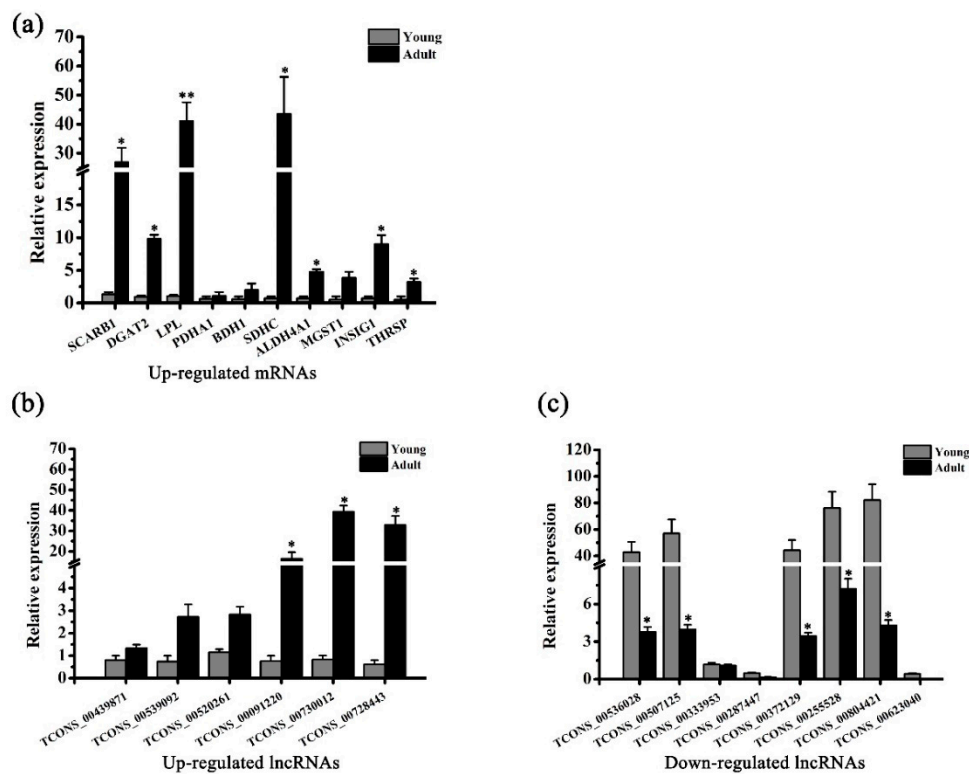 (a)
Young
Adult
70
60
50
40
30
15
10
5
0
Relative expression
*
*
**
*
*
*
*
SCARB1
DGAT2
LPL
PDHA1
BDH1
SDHC
ALDH4A1
MGST1
INSIG1
THRSP
Up-regulated mRNAs
(b)
Young
Adult
70
60
50
40
30
20
10
4
3
2
1
0
Relative expression
*
*
*
TCONS_00439871
TCONS_00539092
TCONS_00520261
TCONS_00091220
TCONS_00730012
TCONS_00728443
Up-regulated lncRNAs
(c)
Young
Adult
120
100
80
60
40
6
3
0
Relative expression
*
*
*
*
*
TCONS_00536028
TCONS_00507125
TCONS_00333953
TCONS_00287447
TCONS_00372129
TCONS_00255528
TCONS_00804421
TCONS_00623040
Down-regulated lncRNAs